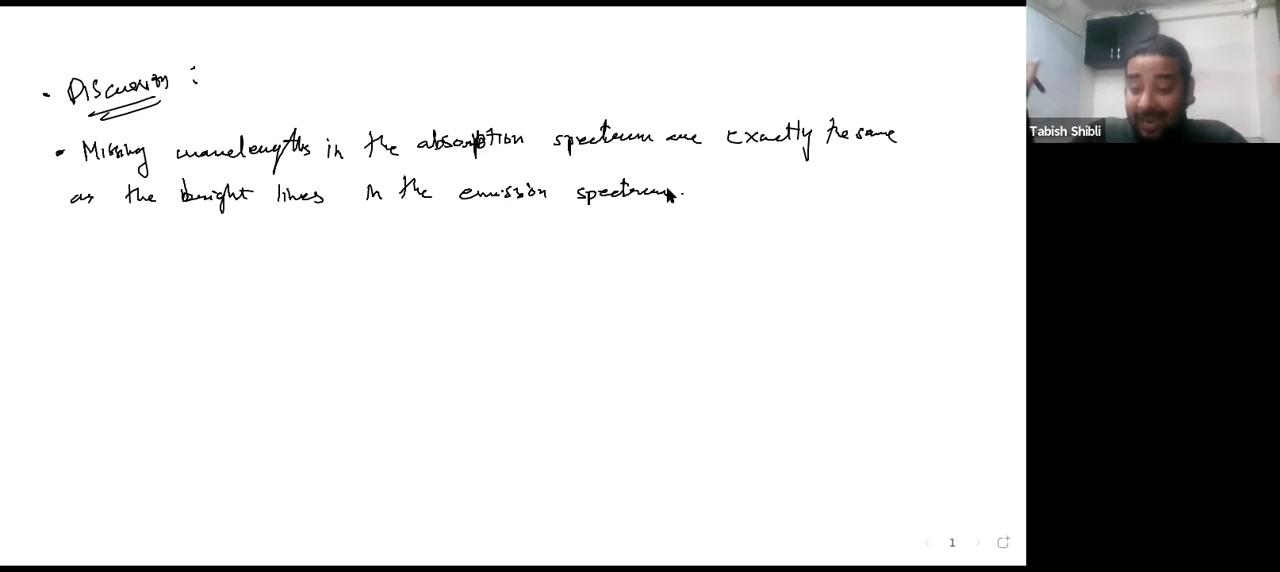 • Discussion :
• Missing wavelengths in the absorption spectrum are exactly the same
as the bright lines in the emission spectrum.
Tabish Shibli
1